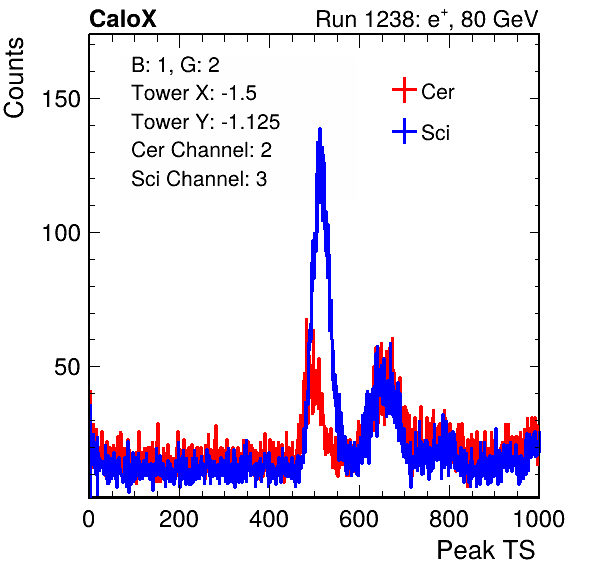 CaloX Run 1238: e+, 80 GeV
Counts
B: 1, G: 2
Tower X: -1.5
Tower Y: -1.125
Cer Channel: 2
Sci Channel: 3
Cer
Sci
150
100
50
0 200 400 600 800 1000
Peak TS